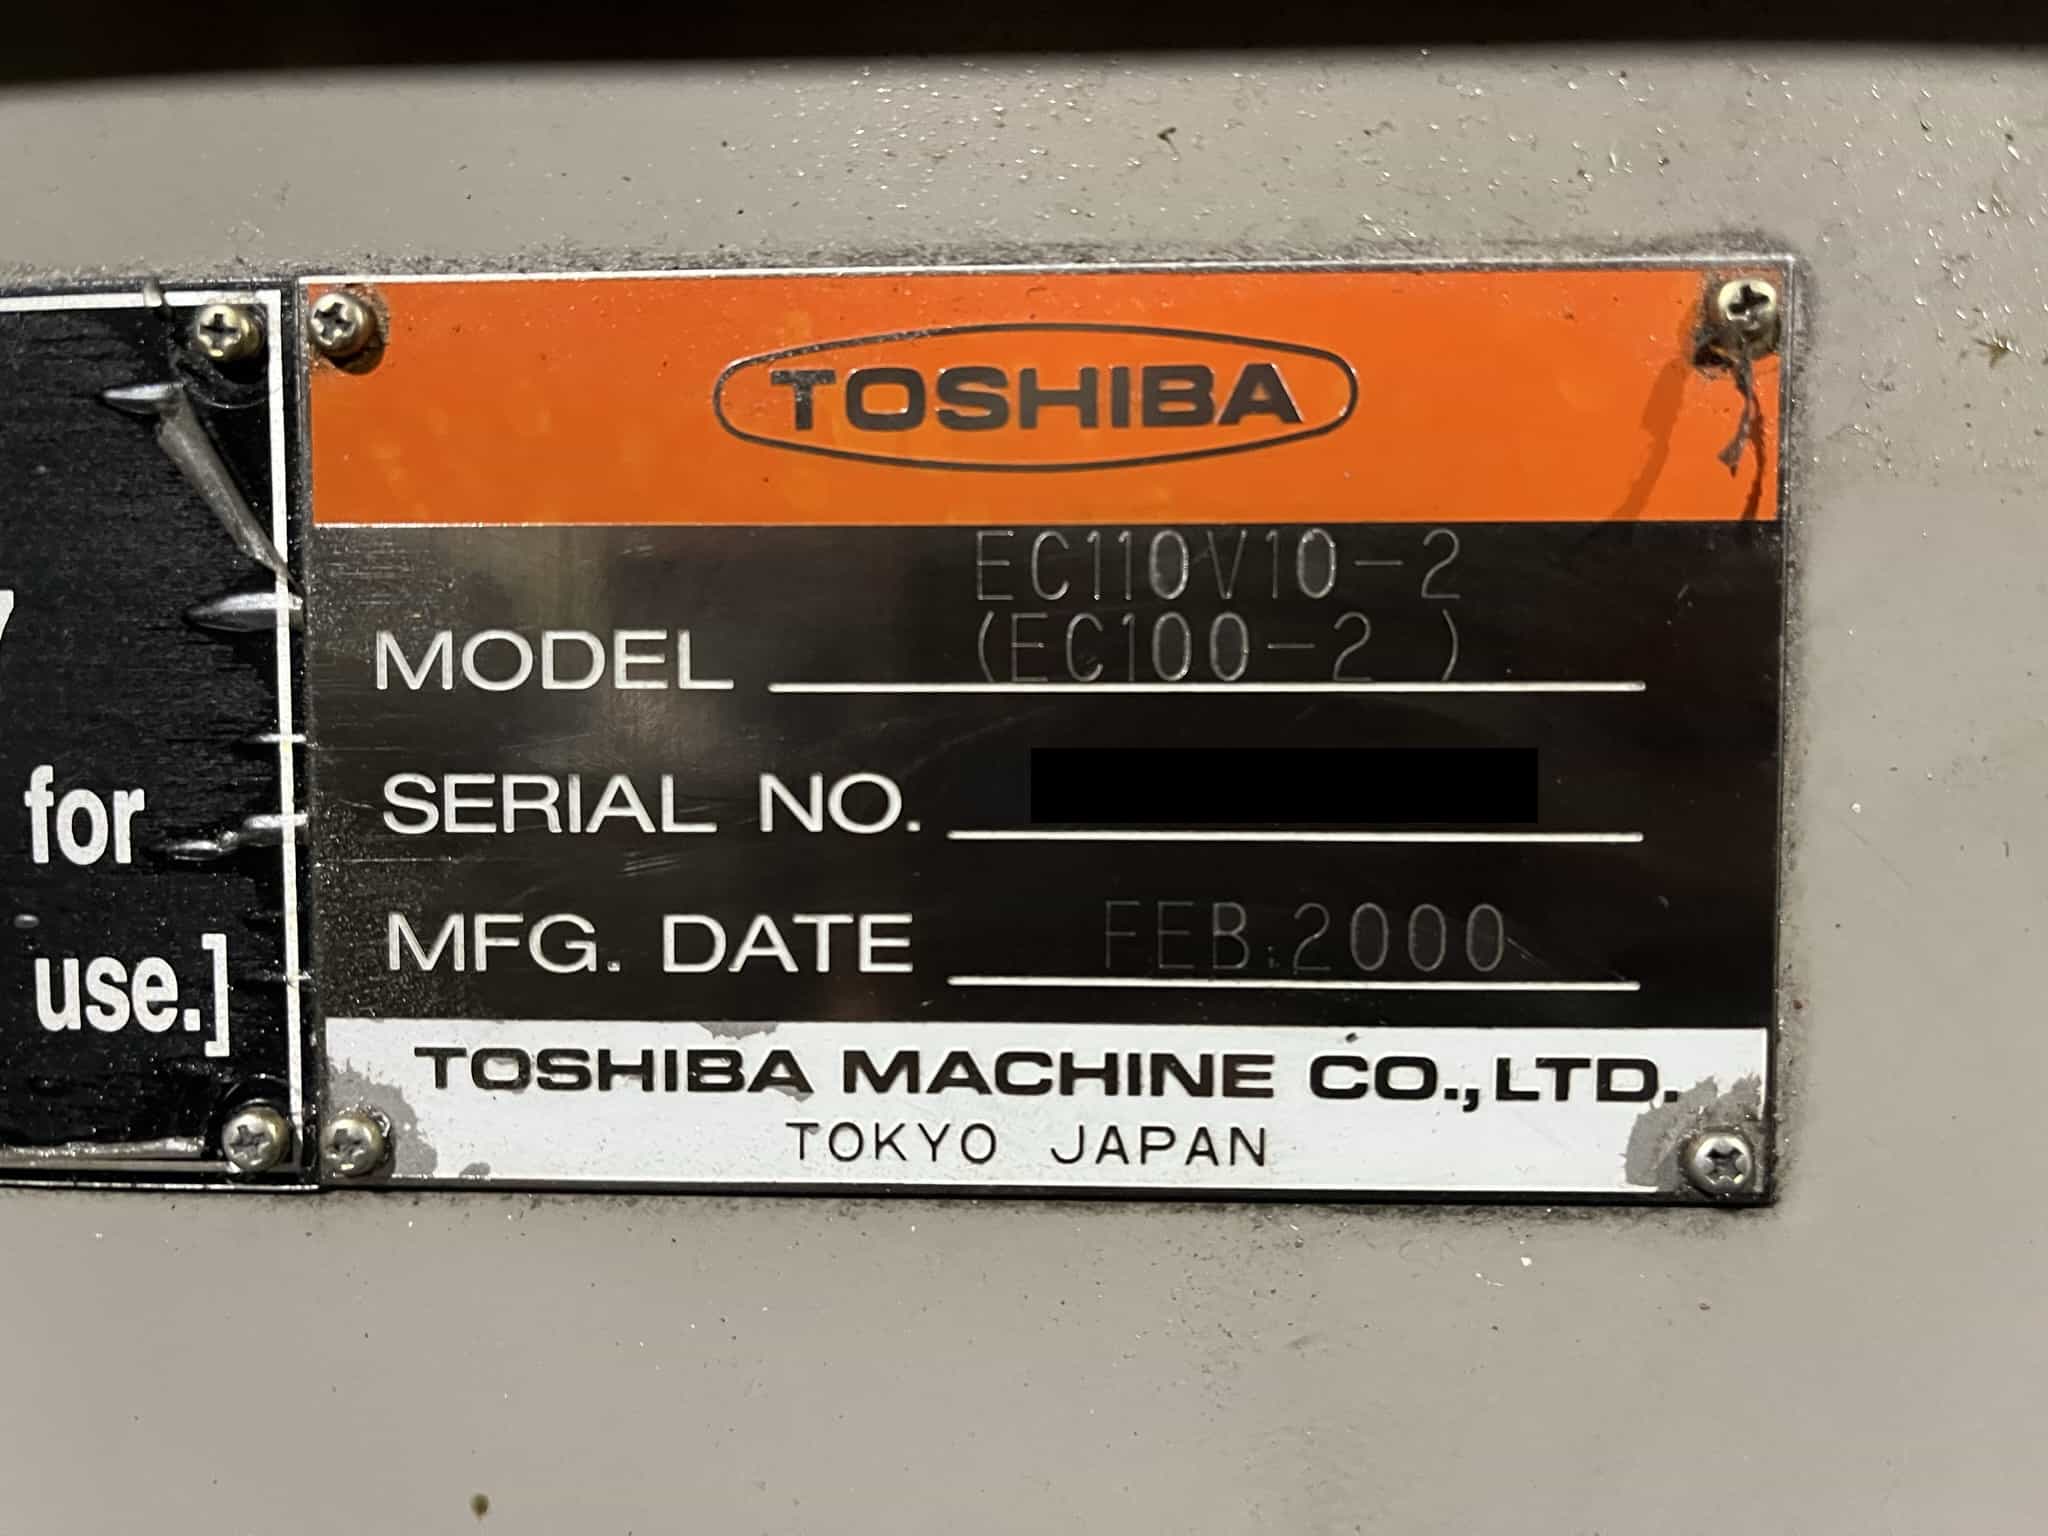 TOSHIBA
EC110V10-2
MODEL (EC100-2 )
SERIAL NO.
MFG. DATE FEB.2000
TOSHIBA MACHINE CO.,LTD.
TOKYO JAPAN
for
use.]